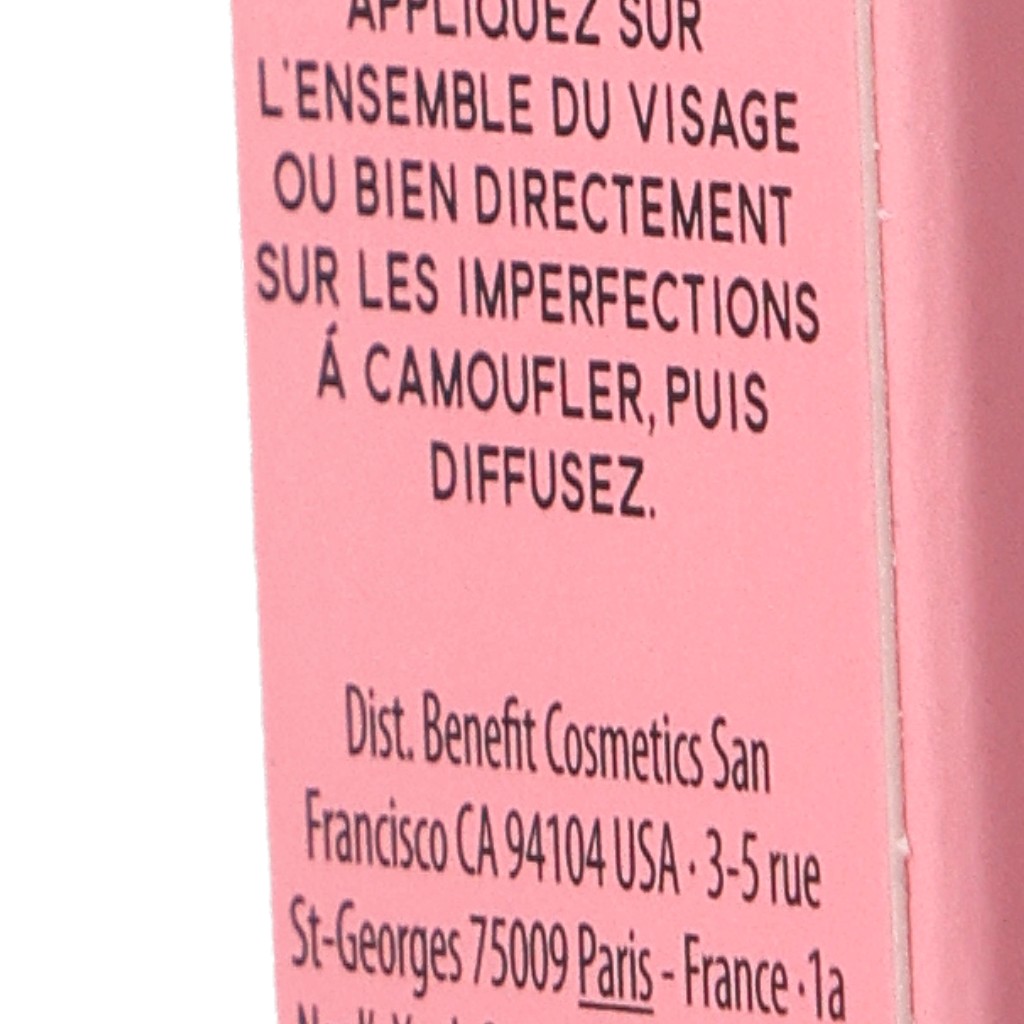 APPLIQUEZ SUR
L'ENSEMBLE DU VISAGE
OU BIEN DIRECTEMENT
SUR LES IMPERFECTIONS
Á CAMOUFLER, PUIS
DIFFUSEZ.
Dist. Benefit Cosmetics San
Francisco CA 94104 USA · 3-5 rue
St-Georges 75009 Paris - France · 1a